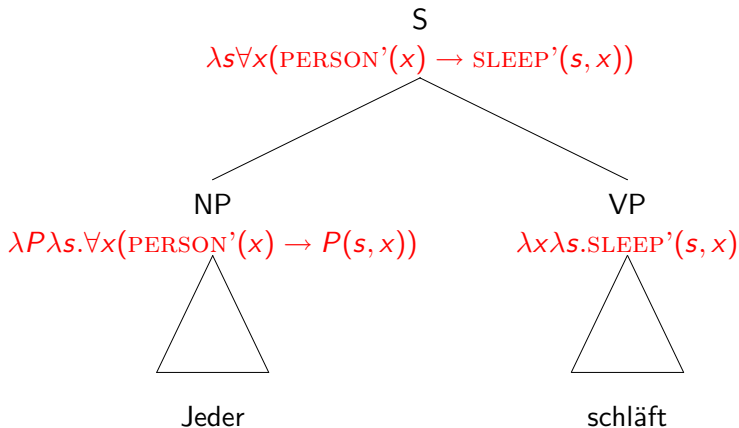 S
λs∀x(PERSON’(x) → SLEEP’(s, x))
NP VP
λPλs.∀x(PERSON’(x) → P(s, x)) λxλs.SLEEP’(s, x)
Jeder schläft